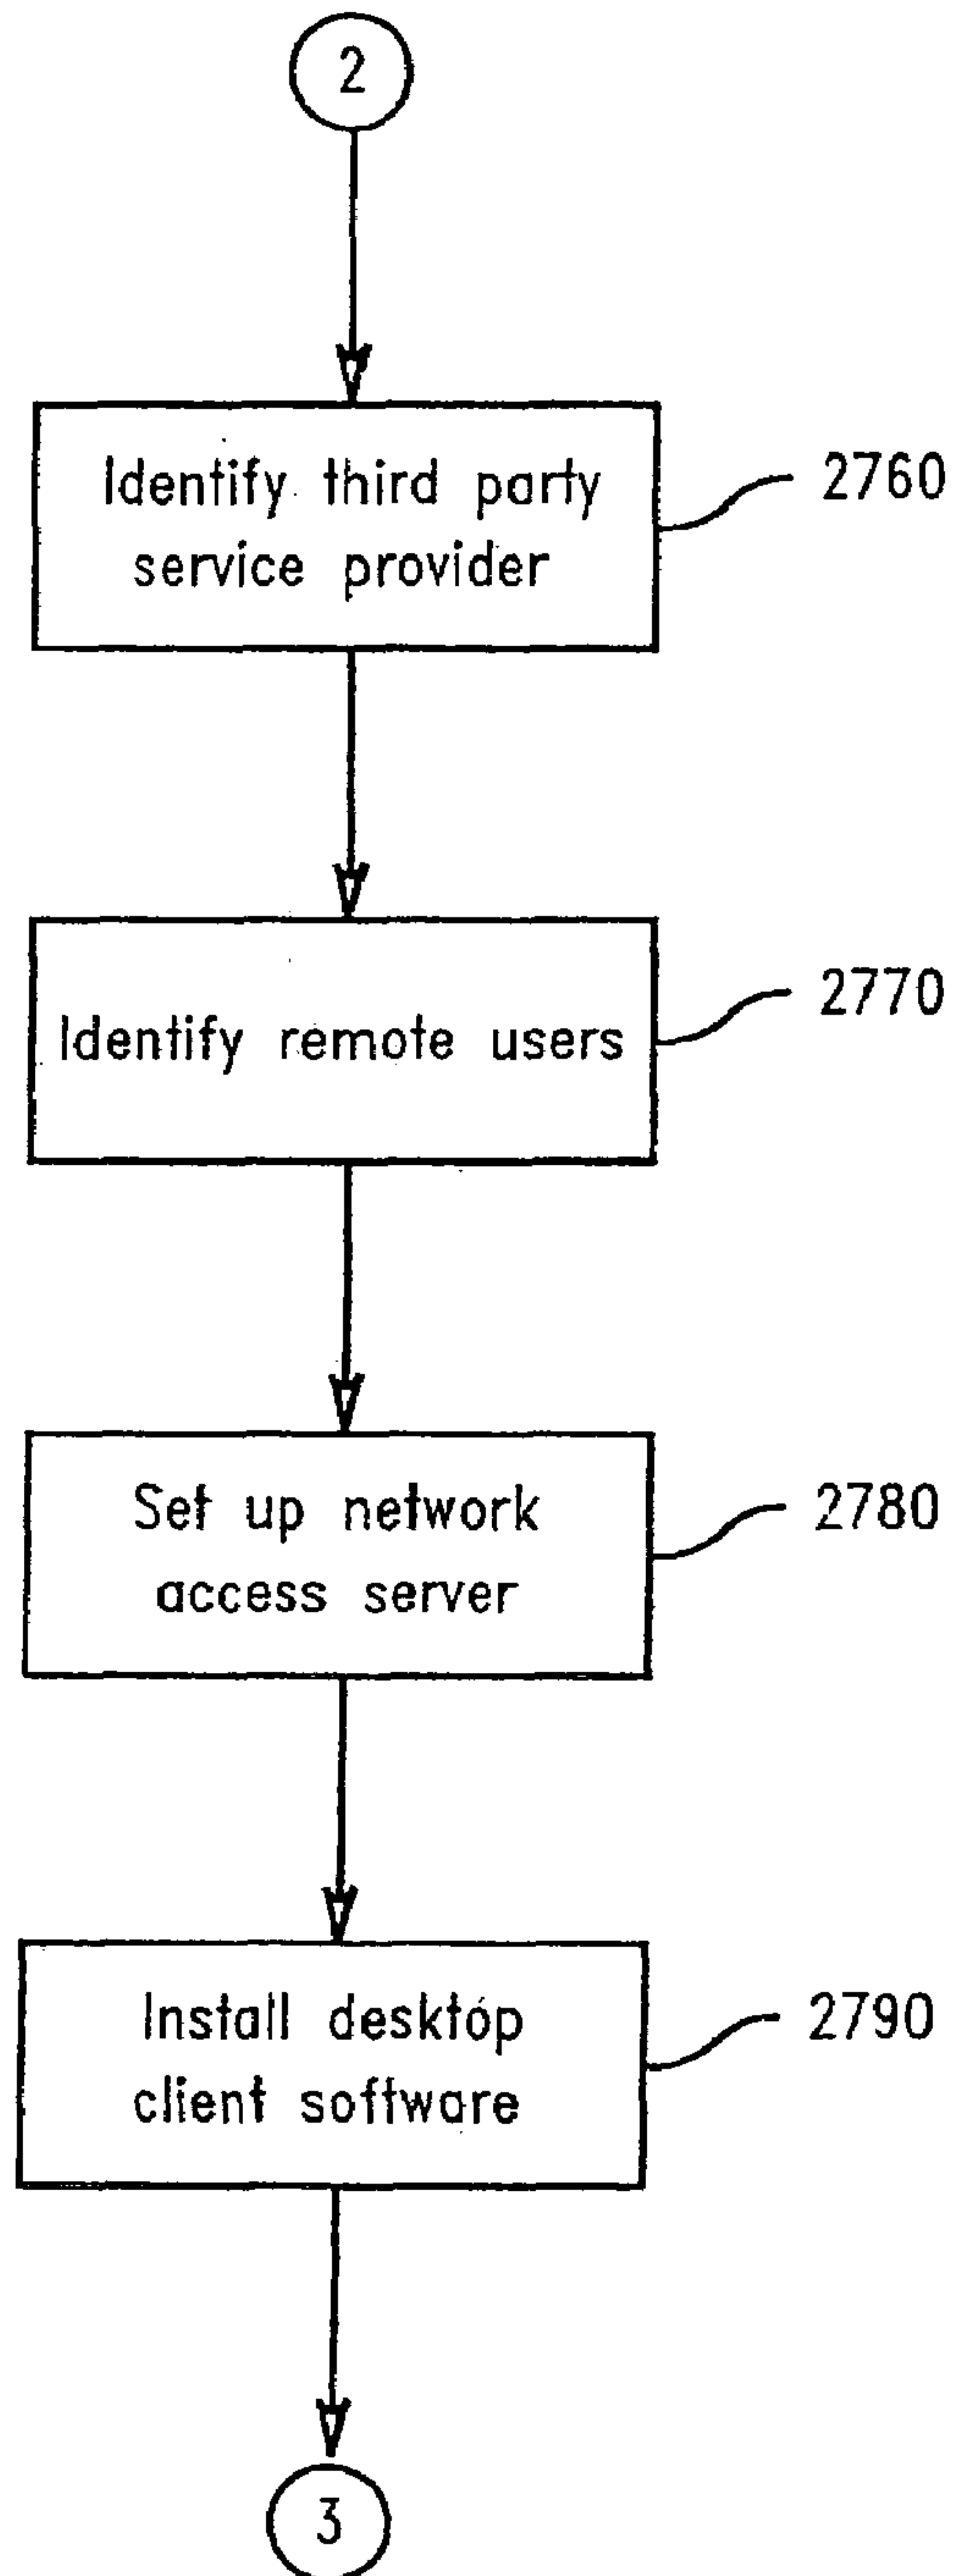 2
Identify third party
service provider
2760
Identify remote users
2770
Set up network
access server
2780
Install desktop
client software
2790
3